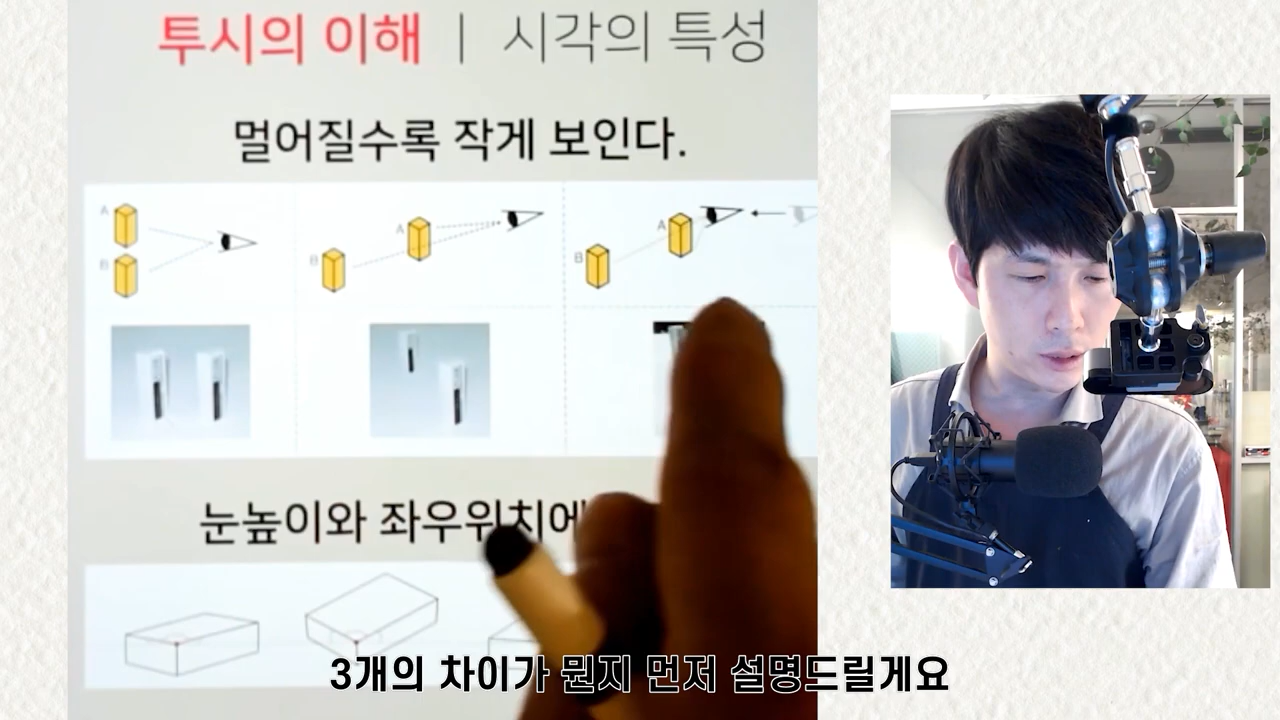 투시의 이해 | 시각의 특성
멀어질수록 작게 보인다.
A
B
A
B
A
B
눈높이와 좌우위치에
3개의 차이가 뭔지 먼저 설명드릴게요